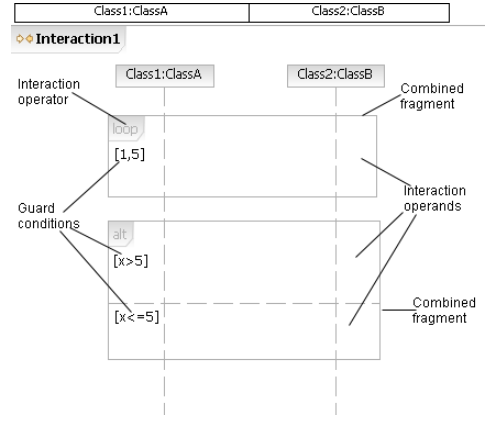 Class1:ClassA Class2:ClassB
Interaction1
Class1:ClassA Class2:ClassB
Interaction
operator
Combined
fragment
loop
[1,5]
Interaction
operands
Guard
conditions
alt
[x>5]
Combined
fragment
[x<=5]